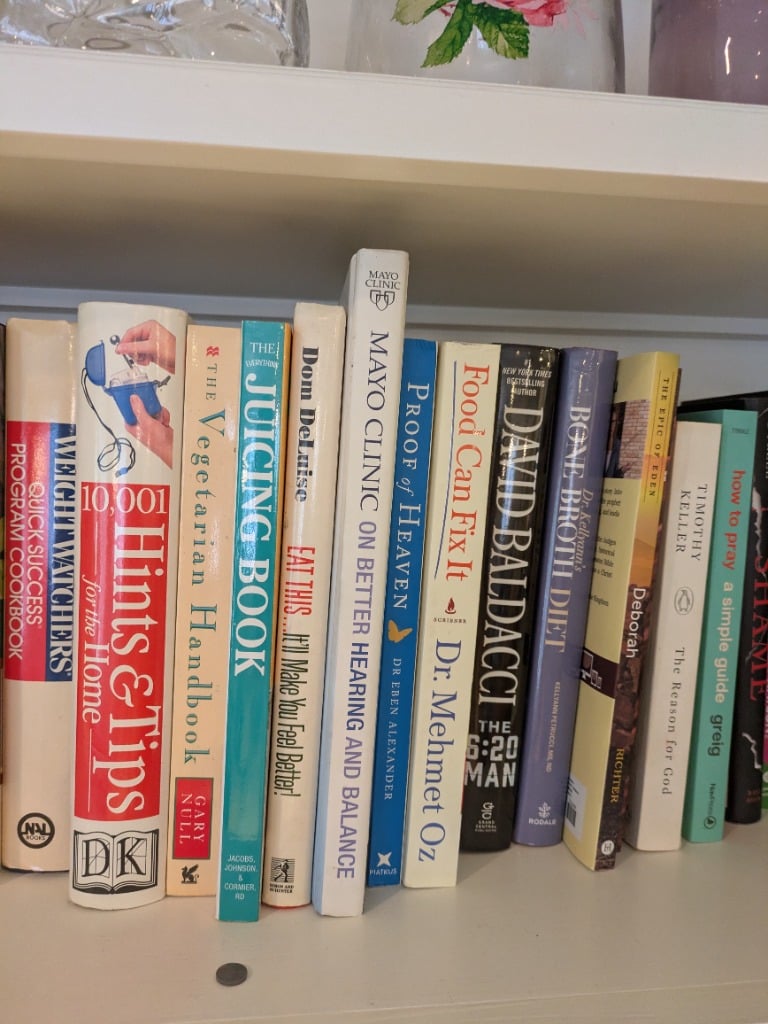 WEIGHT WATCHERS
QUICK SUCCESS
PROGRAM COOKBOOK
NAL
BOOKS
10,001
Hints & Tips
for the Home
DK
THE
Vegetarian Handbook
GARY
NULL
THE
EVERYTHING
JUICING BOOK
JACOBS,
JOHNSON,
&
CORMIER,
RD
Dom DeLuise
EAT THIS...It'll Make You Feel Better!
MAYO
CLINIC
MAYO CLINIC ON BETTER HEARING AND BALANCE
PROOF of HEAVEN
DR EBEN ALEXANDER
PIATKUS
Food Can Fix It
SCRIBNER
Dr. Mehmet Oz
NEW YORK TIMES
BESTSELLING
AUTHOR
DAVID BALDACCI
THE
6:20
MAN
GRAND
CENTRAL
Dr. Kellyann's
BONE BROTH DIET
KELLYANN PETRUCCI, MS, ND
RODALE
THE EPIC OF EDEN
Deborah
RICHTER
TIMOTHY
KELLER
The Reason for God
how to pray a simple guide greig
SHAME